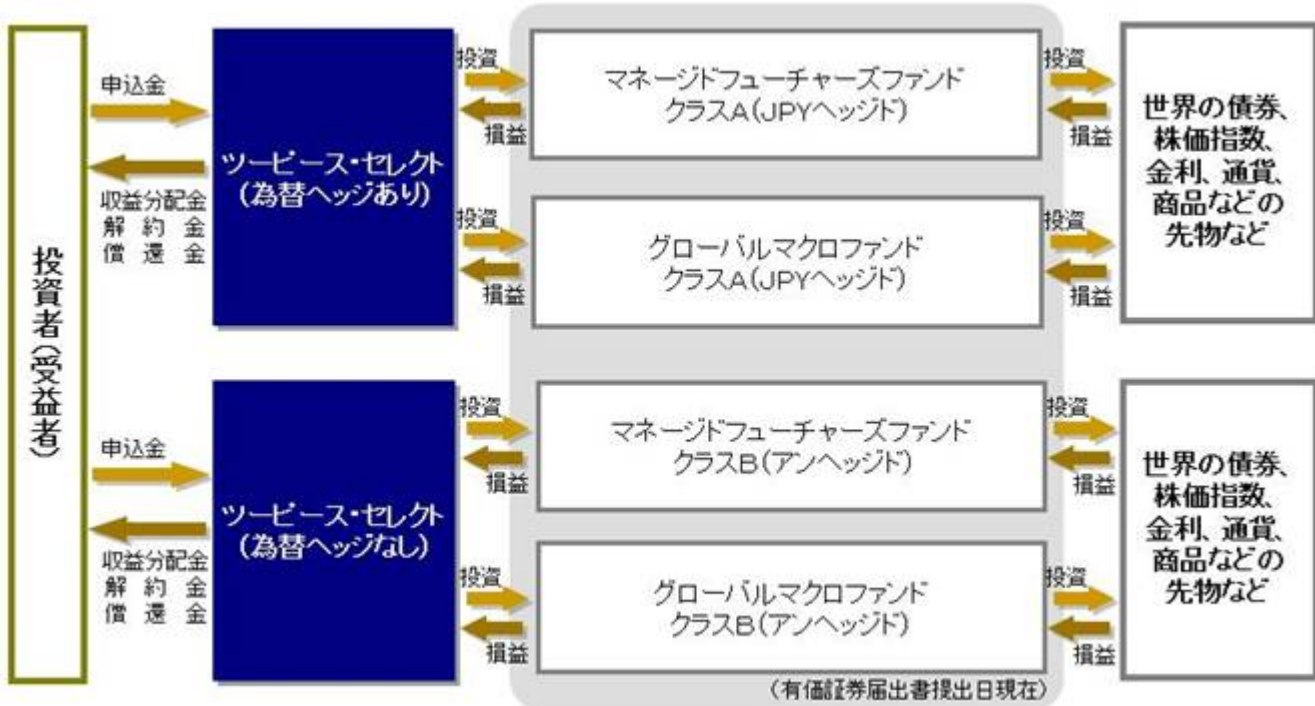 投資者(受益者)
申込金
収益分配金
解約金
償還金
ツーピース・セレクト
(為替ヘッジあり)
投資
損益
マネージドフューチャーズファンド
クラスA(JPYヘッジド)
投資
損益
投資
損益
グローバルマクロファンド
クラスA(JPYヘッジド)
投資
損益
世界の債券、
株価指数、
金利、通貨、
商品などの
先物など
申込金
収益分配金
解約金
償還金
ツーピース・セレクト
(為替ヘッジなし)
投資
損益
マネージドフューチャーズファンド
クラスB(アンヘッジド)
投資
損益
投資
損益
グローバルマクロファンド
クラスB(アンヘッジド)
投資
損益
世界の債券、
株価指数、
金利、通貨、
商品などの
先物など
(有価証券届出書提出日現在)